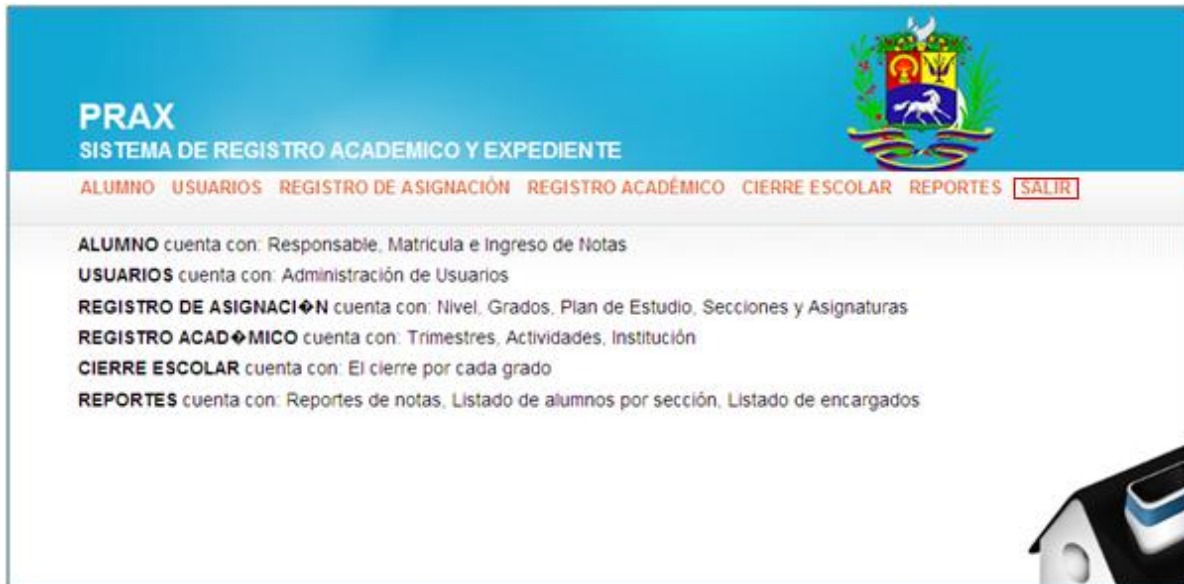 PRAX
SISTEMA DE REGISTRO ACADEMICO Y EXPEDIENTE
ALUMNO USUARIOS REGISTRO DE ASIGNACIÓN REGISTRO ACADÉMICO CIERRE ESCOLAR REPORTES SALIR
ALUMNO cuenta con: Responsable, Matricula e Ingreso de Notas
USUARIOS cuenta con: Administración de Usuarios
REGISTRO DE ASIGNACI�N cuenta con: Nivel, Grados, Plan de Estudio, Secciones y Asignaturas
REGISTRO ACAD�MICO cuenta con: Trimestres, Actividades, Institución
CIERRE ESCOLAR cuenta con: El cierre por cada grado
REPORTES cuenta con: Reportes de notas, Listado de alumnos por sección, Listado de encargados